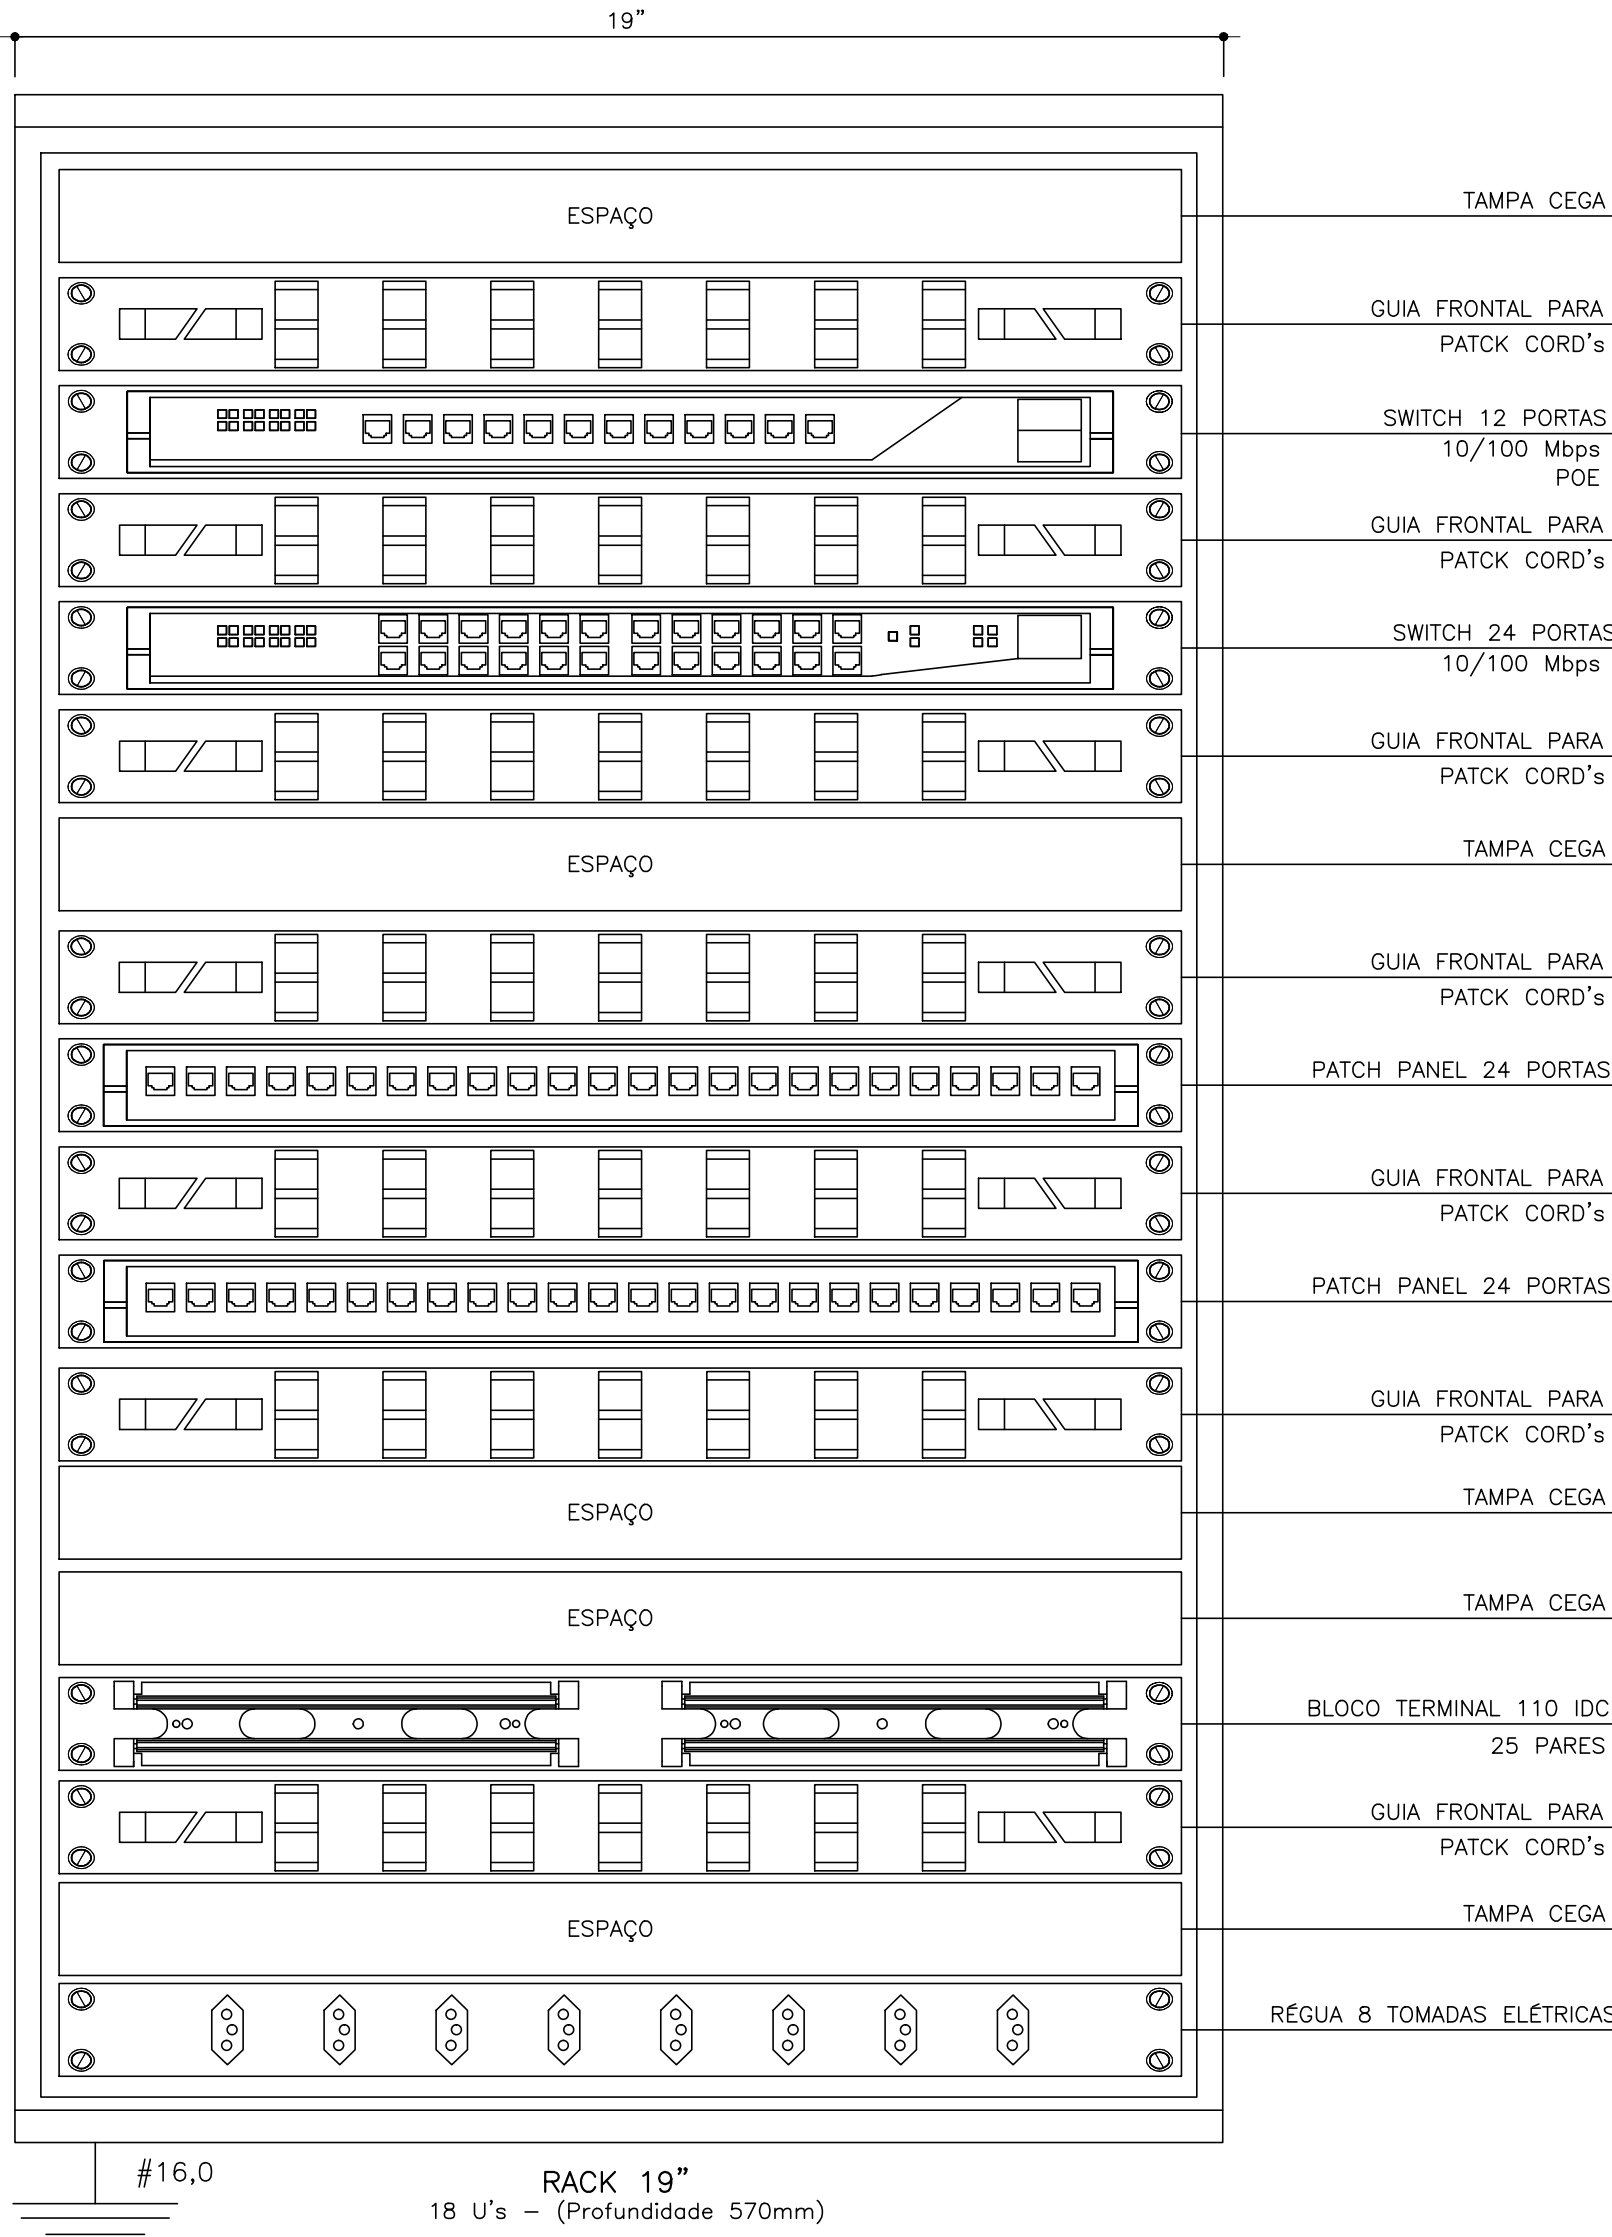 19"
ESPAÇO
TAMPA CEGA
GUIA FRONTAL PARA
PATCK CORD's
SWITCH 12 PORTAS
10/100 Mbps
POE
GUIA FRONTAL PARA
PATCK CORD's
SWITCH 24 PORTAS
10/100 Mbps
GUIA FRONTAL PARA
PATCK CORD's
ESPAÇO
TAMPA CEGA
GUIA FRONTAL PARA
PATCK CORD's
PATCH PANEL 24 PORTAS
GUIA FRONTAL PARA
PATCK CORD's
PATCH PANEL 24 PORTAS
GUIA FRONTAL PARA
PATCK CORD's
ESPAÇO
TAMPA CEGA
ESPAÇO
TAMPA CEGA
BLOCO TERMINAL 110 IDC
25 PARES
GUIA FRONTAL PARA
PATCK CORD's
ESPAÇO
TAMPA CEGA
RÉGUA 8 TOMADAS ELÉTRICAS
#16,0
RACK 19"
18 U's - (Profundidade 570mm)